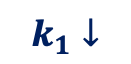 k₁ ↓